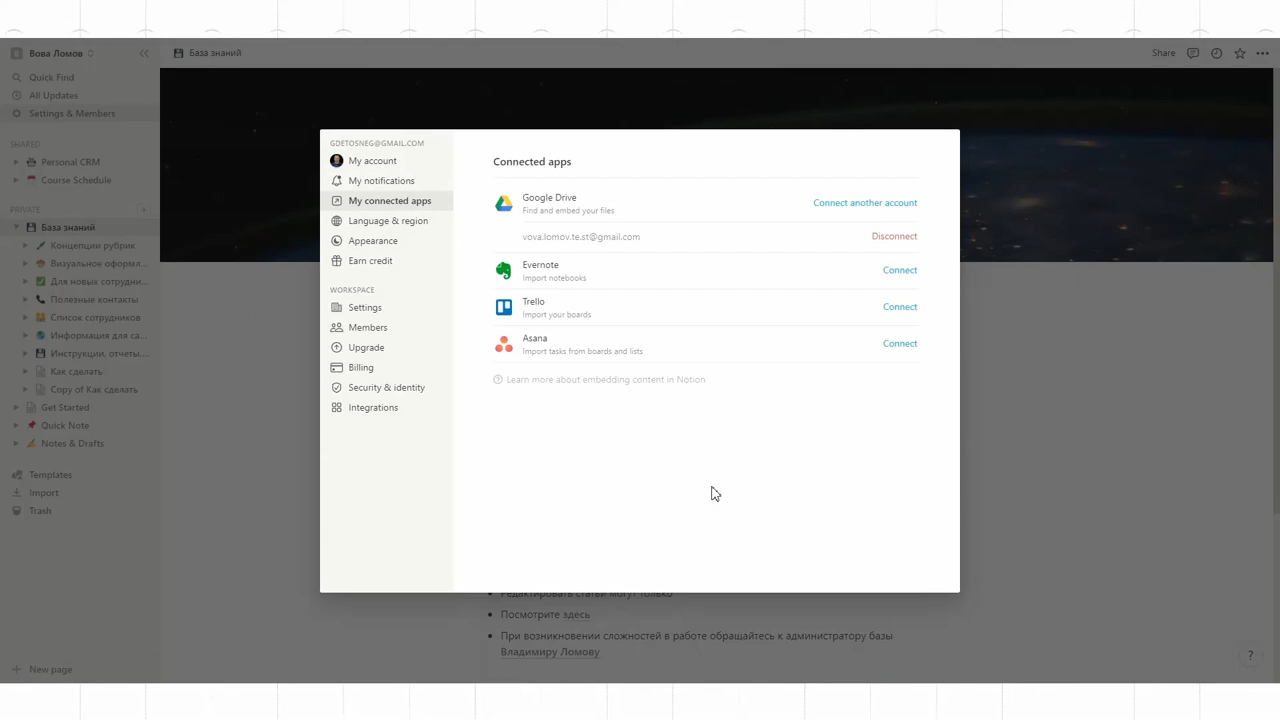 Вова Ломов
База знаний
Share
Quick Find
All Updates
Settings & Members
SHARED
Personal CRM
Course Schedule
PRIVATE
База знаний
Концепции рубрик
Визуальное оформл...
Для новых сотрудни...
Полезные контакты
Список сотрудников
Информация для са...
Инструкции, отчеты,...
Как сделать
Copy of Как сделать
Get Started
Quick Note
Notes & Drafts
Templates
Import
Trash
New page
GDETOSNEG@GMAIL.COM
My account
My notifications
My connected apps
Language & region
Appearance
Earn credit
WORKSPACE
Settings
Members
Upgrade
Billing
Security & identity
Integrations
Connected apps
Google Drive
Find and embed your files
Connect another account
vova.lomov.te.st@gmail.com
Disconnect
Evernote
Import notebooks
Connect
Trello
Import your boards
Connect
Asana
Import tasks from boards and lists
Connect
Learn more about embedding content in Notion
Редактировать статьи могут только
Посмотрите здесь
При возникновении сложностей в работе обращайтесь к администратору базы
Владимиру Ломову
?